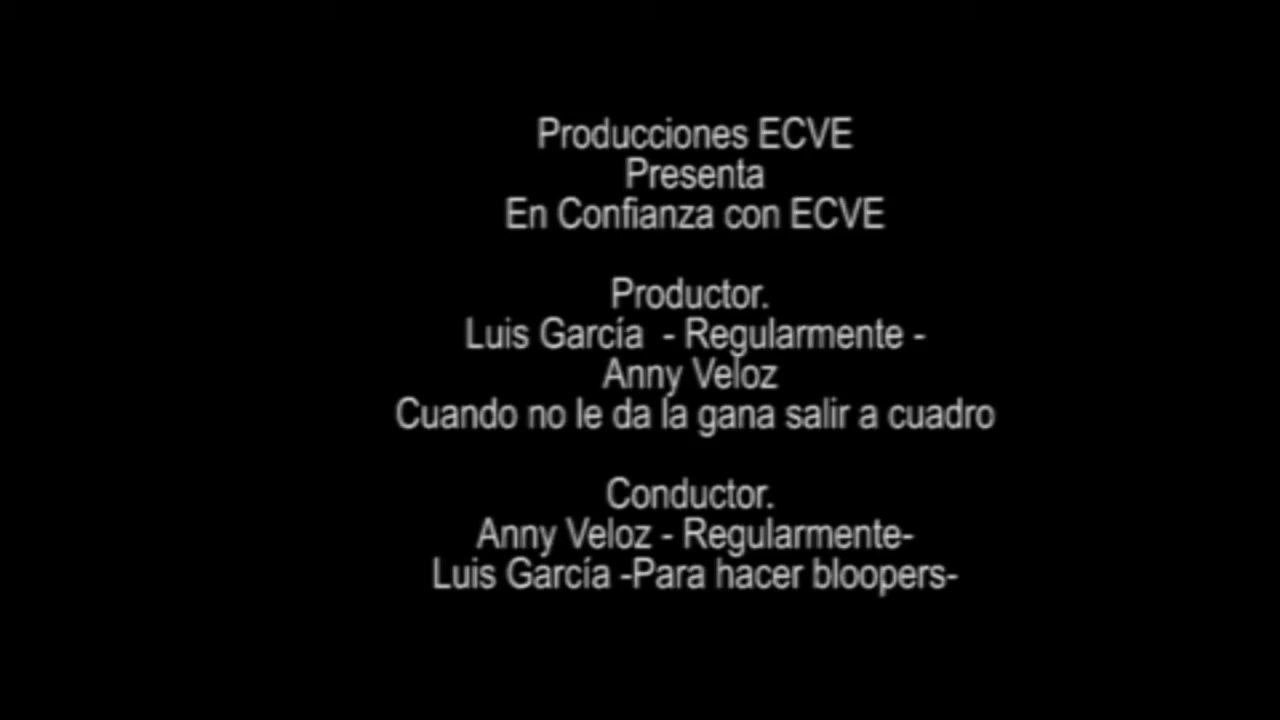 Producciones ECVE
Presenta
En Confianza con ECVE
Productor.
Luis García - Regularmente -
Anny Veloz
Cuando no le da la gana salir a cuadro
Conductor.
Anny Veloz - Regularmente-
Luis García -Para hacer bloopers-